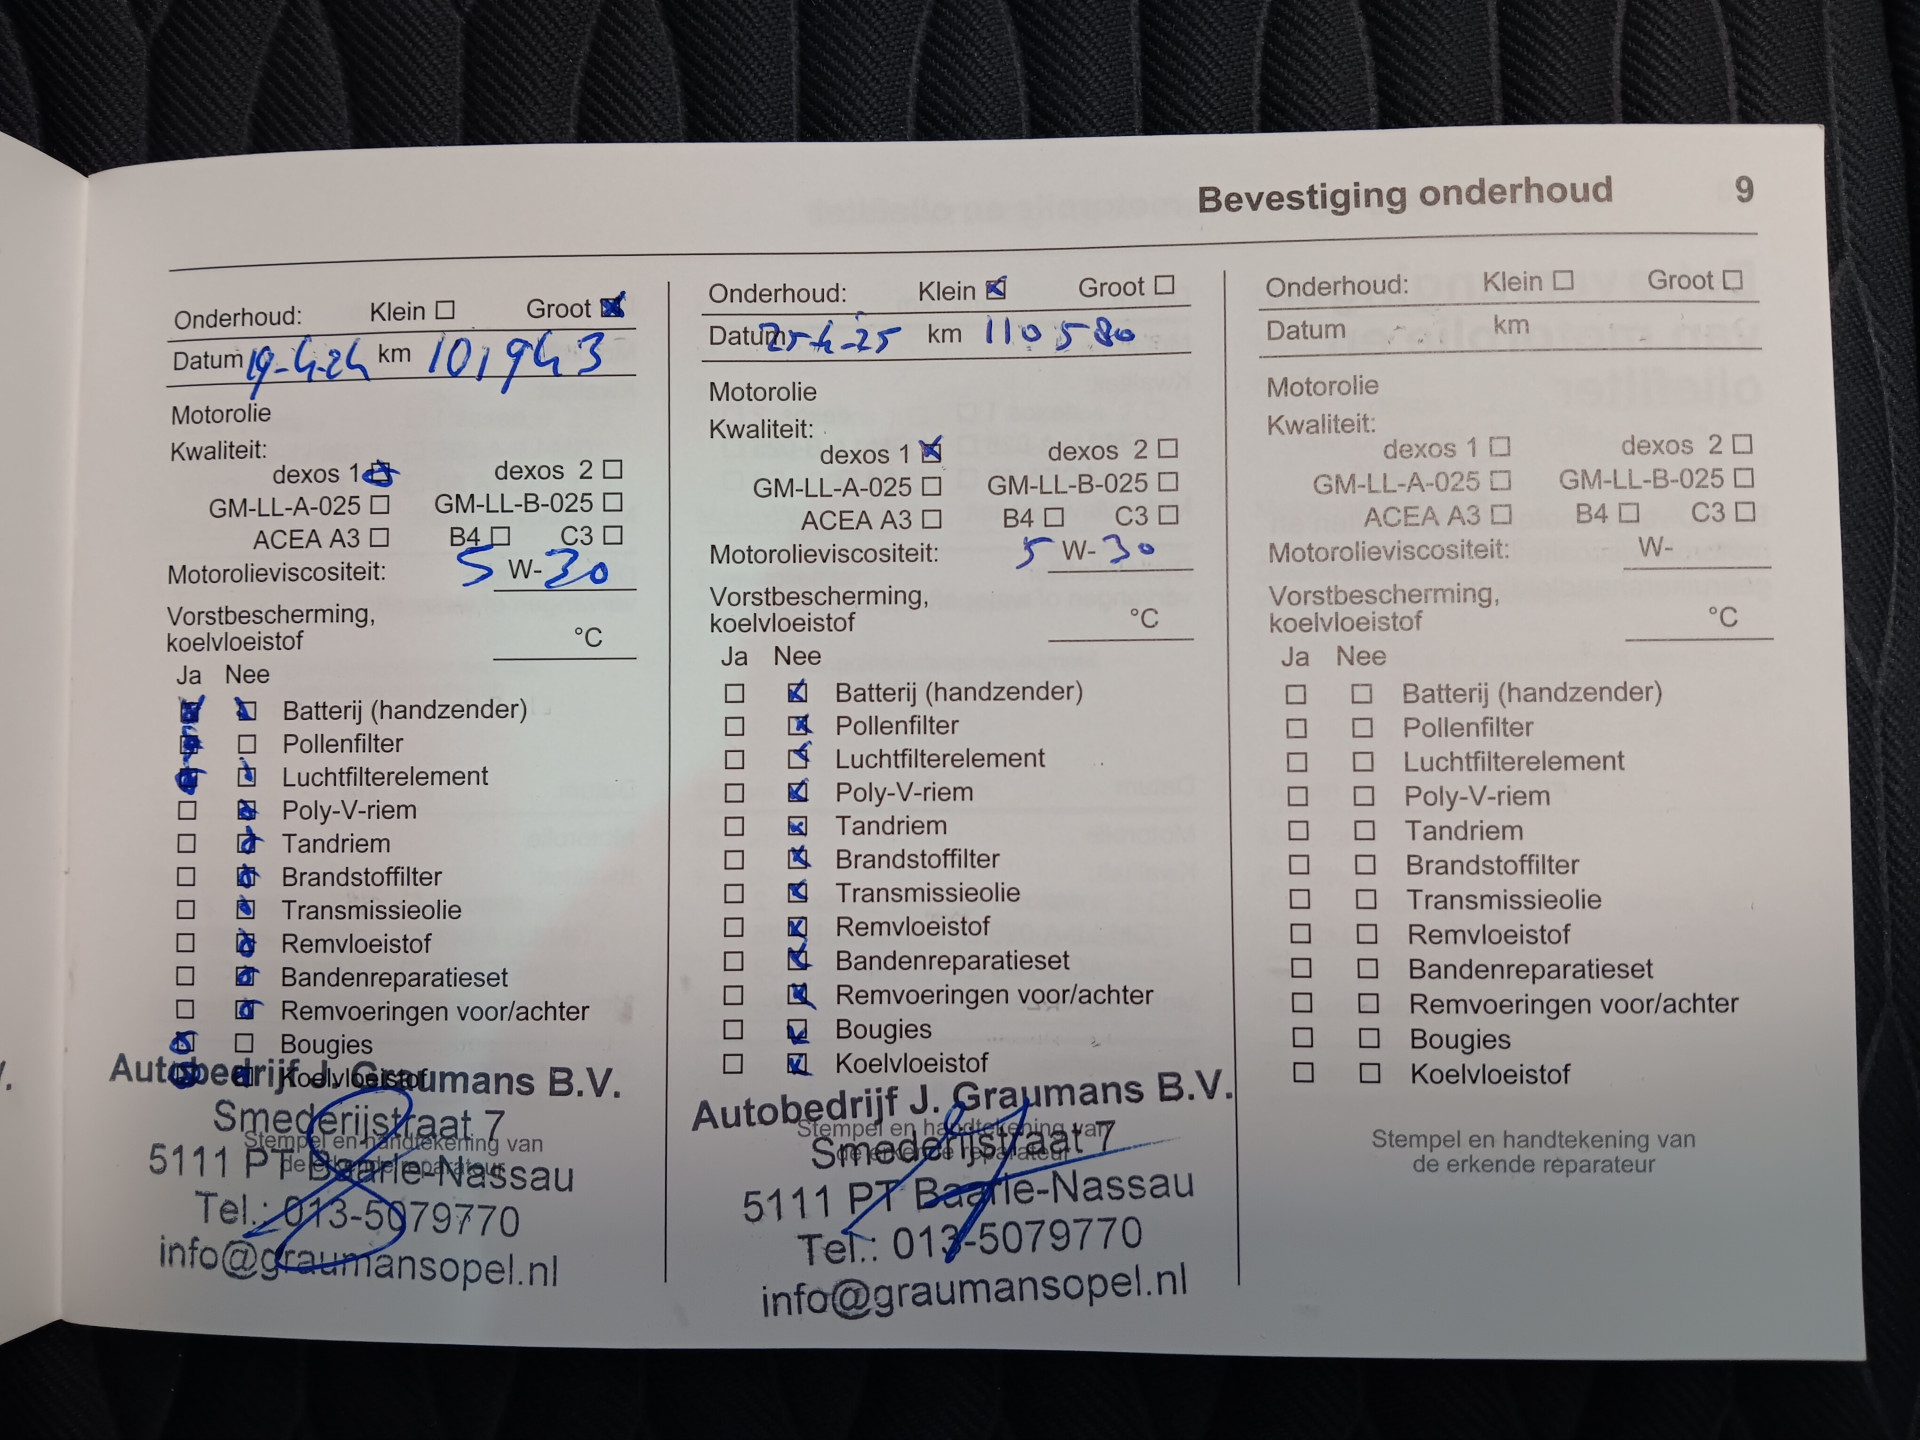 Bevestiging onderhoud 9
Onderhoud: Klein Groot
Datum 19-4-24 km 101943
Motorolie
Kwaliteit:
dexos 1 dexos 2
GM-LL-A-025 GM-LL-B-025
ACEA A3 B4 C3
Motorolieviscositeit: 5 W-30
Vorstbescherming,
koelvloeistof °C
Ja Nee
Batterij (handzender)
Pollenfilter
Luchtfilterelement
Poly-V-riem
Tandriem
Brandstoffilter
Transmissieolie
Remvloeistof
Bandenreparatieset
Remvoeringen voor/achter
Bougies
Koelvloeistof
Autobedrijf J. Graumans B.V.
Smederijstraat 7
Stempel en handtekening van
5111 PT Baarle-Nassau
de erkende reparateur
Tel.: 013-5079770
info@graumansopel.nl
Onderhoud: Klein Groot
Datum 25-4-25 km 110580
Motorolie
Kwaliteit:
dexos 1 dexos 2
GM-LL-A-025 GM-LL-B-025
ACEA A3 B4 C3
Motorolieviscositeit: 5 W-30
Vorstbescherming,
koelvloeistof °C
Ja Nee
Batterij (handzender)
Pollenfilter
Luchtfilterelement
Poly-V-riem
Tandriem
Brandstoffilter
Transmissieolie
Remvloeistof
Bandenreparatieset
Remvoeringen voor/achter
Bougies
Koelvloeistof
Autobedrijf J. Graumans B.V.
Stempel en handtekening van
Smederijstraat 7
de erkende reparateur
5111 PT Baarle-Nassau
Tel.: 013-5079770
info@graumansopel.nl
Onderhoud: Klein Groot
Datum km
Motorolie
Kwaliteit:
dexos 1 dexos 2
GM-LL-A-025 GM-LL-B-025
ACEA A3 B4 C3
Motorolieviscositeit: W-
Vorstbescherming,
koelvloeistof °C
Ja Nee
Batterij (handzender)
Pollenfilter
Luchtfilterelement
Poly-V-riem
Tandriem
Brandstoffilter
Transmissieolie
Remvloeistof
Bandenreparatieset
Remvoeringen voor/achter
Bougies
Koelvloeistof
Stempel en handtekening van
de erkende reparateur